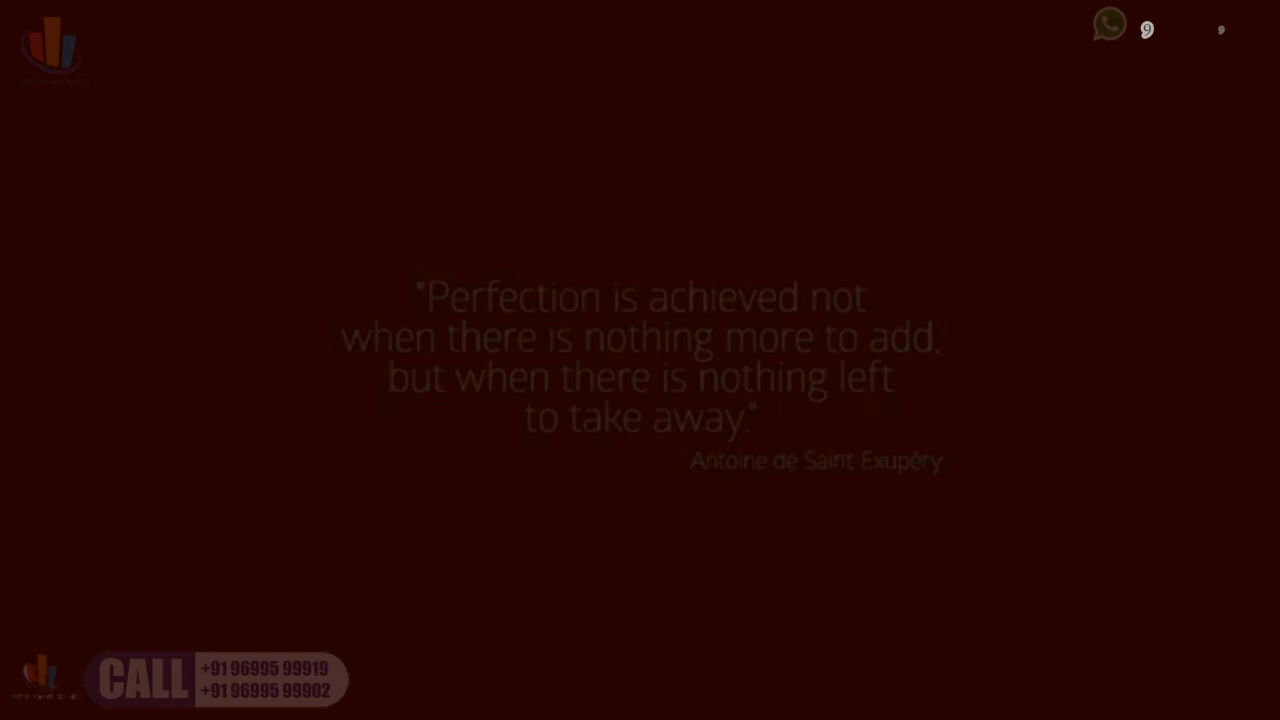 9 9
"Perfection is achieved not
when there is nothing more to add,
but when there is nothing left
to take away."
- Antoine de Saint-Exupéry
CALL
+91 96995 99919
+91 96995 99902